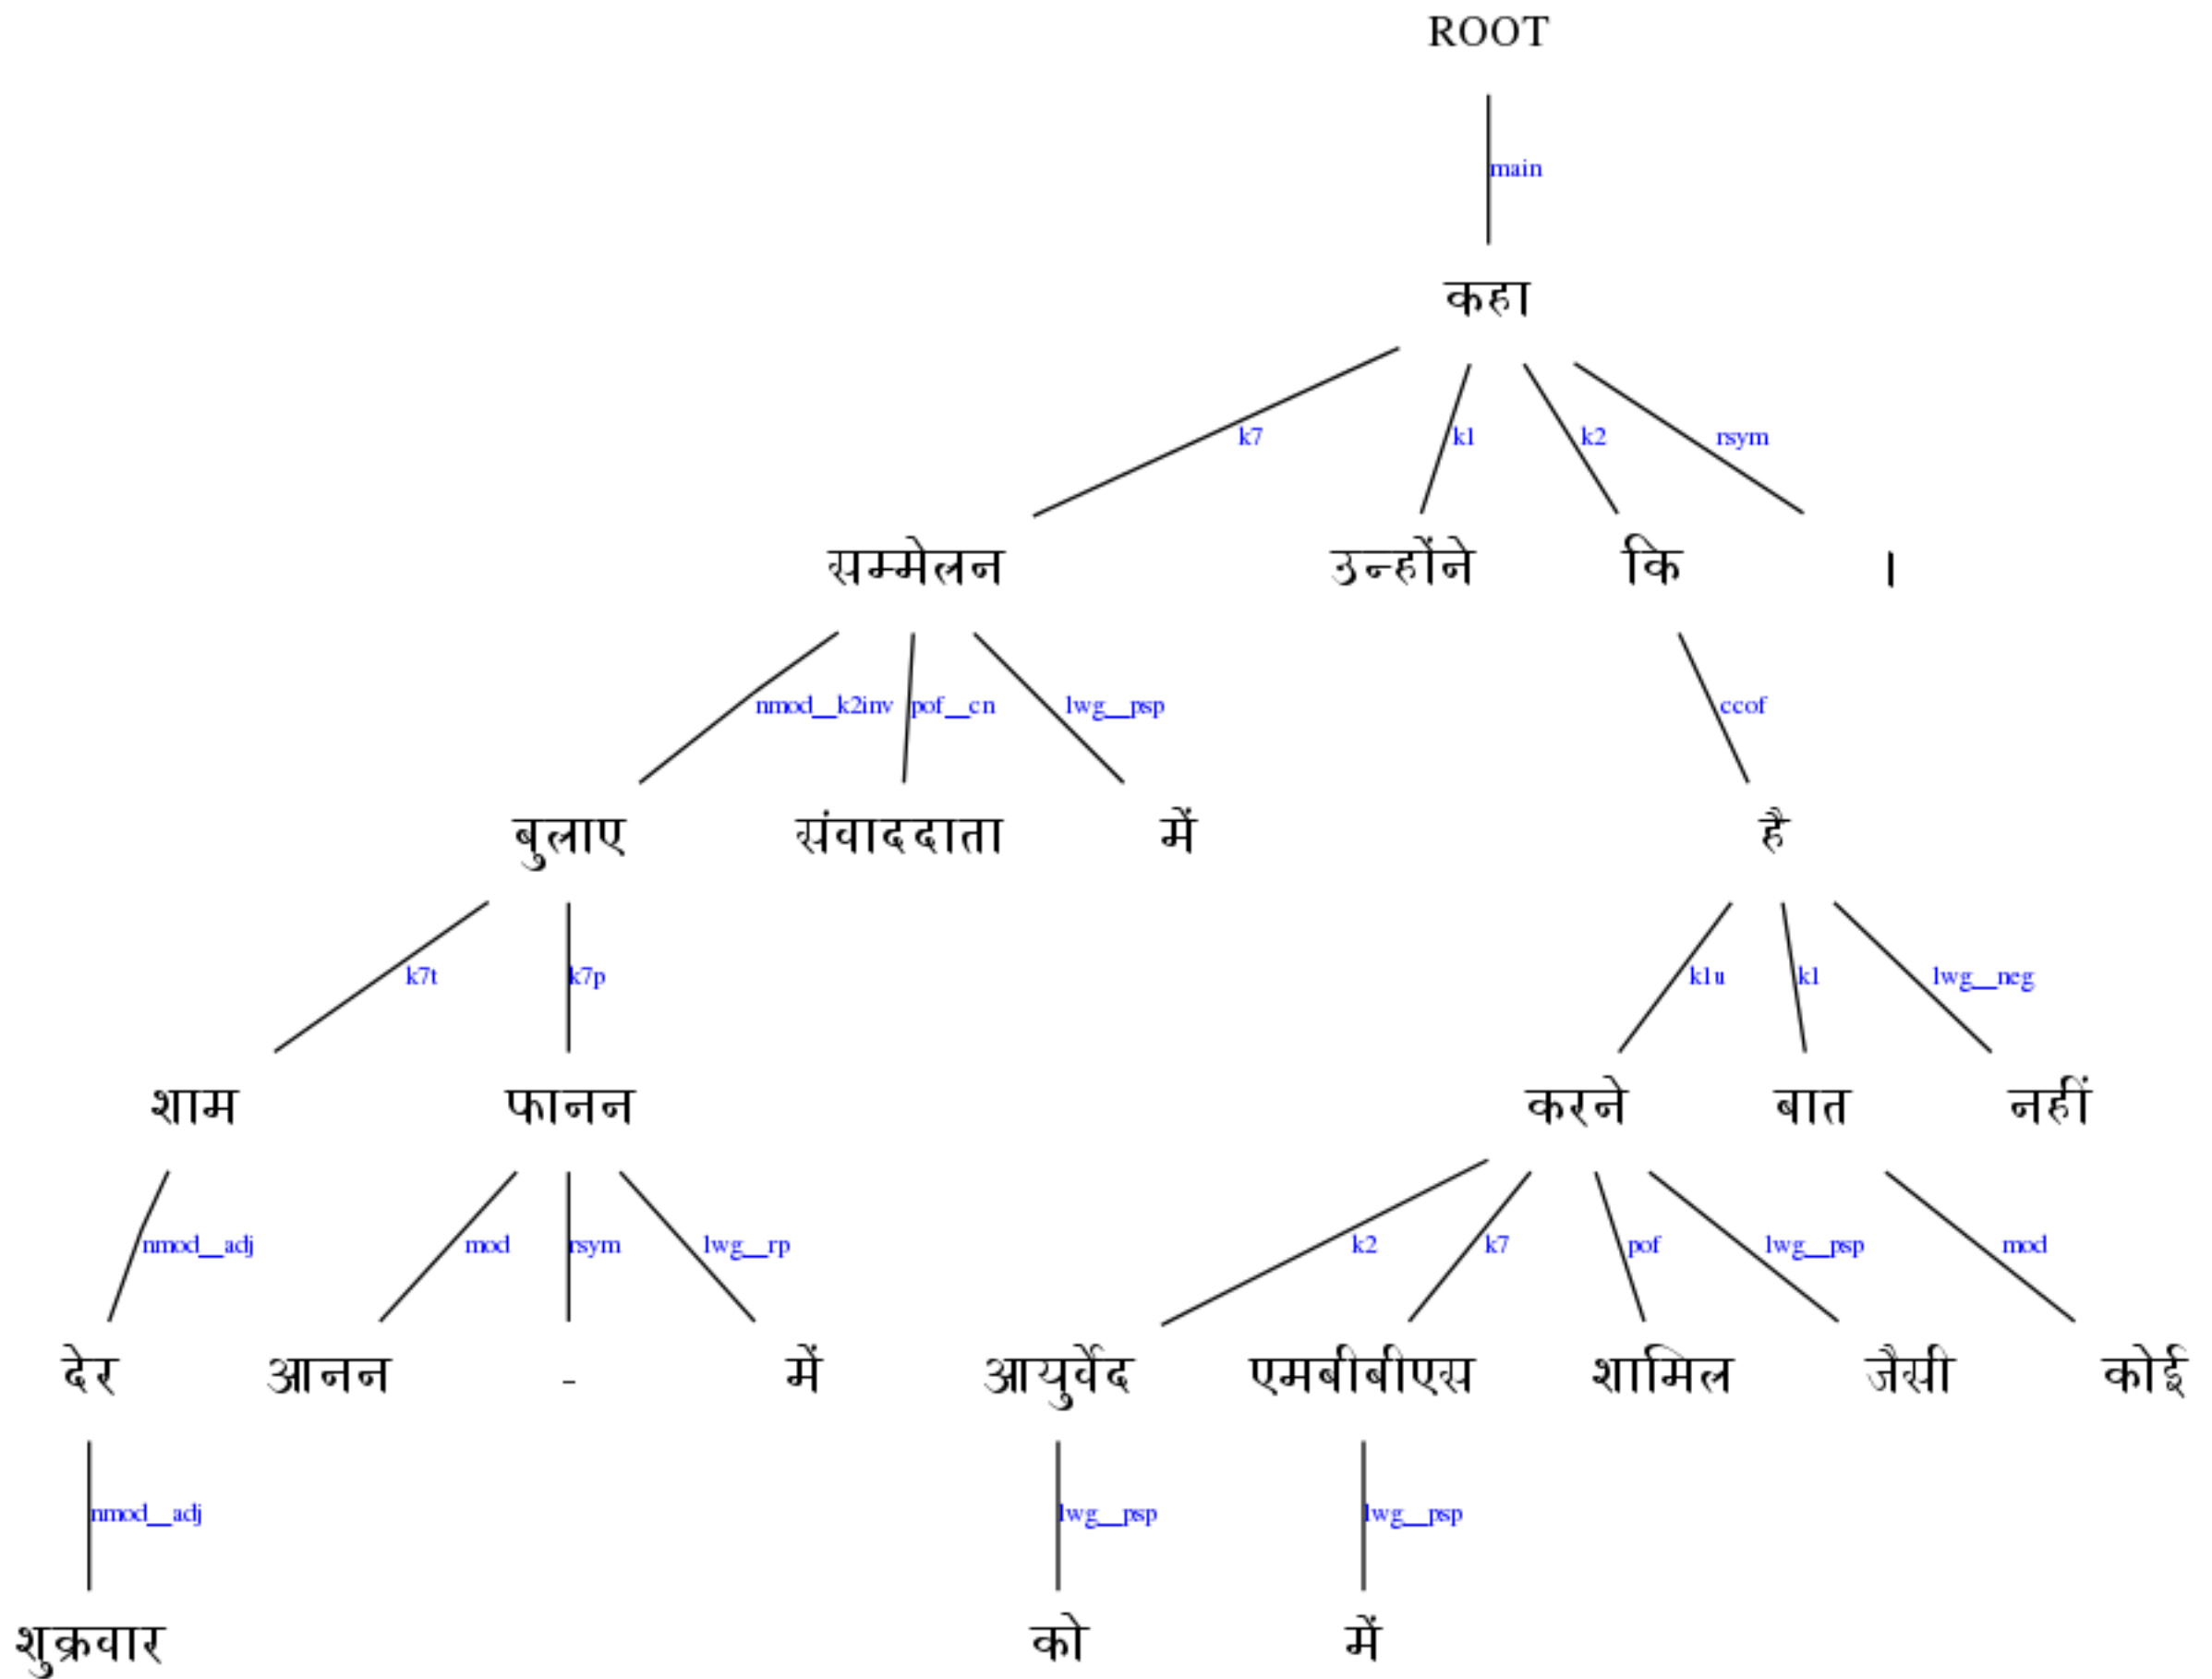 ROOT
main
कहा
k7 k1 k2 rsym
सम्मेलन उन्होंने कि ।
nmod__k2inv pof__cn lwg__psp ccof
बुलाए संवाददाता में है
k7t k7p k1u k1 lwg__neg
शाम फानन करने बात नहीं
nmod__adj mod rsym lwg__rp k2 k7 pof lwg__psp mod
देर आनन - में आयुर्वेद एमबीबीएस शामिल जैसी कोई
nmod__adj lwg__psp lwg__psp
शुक्रवार को में